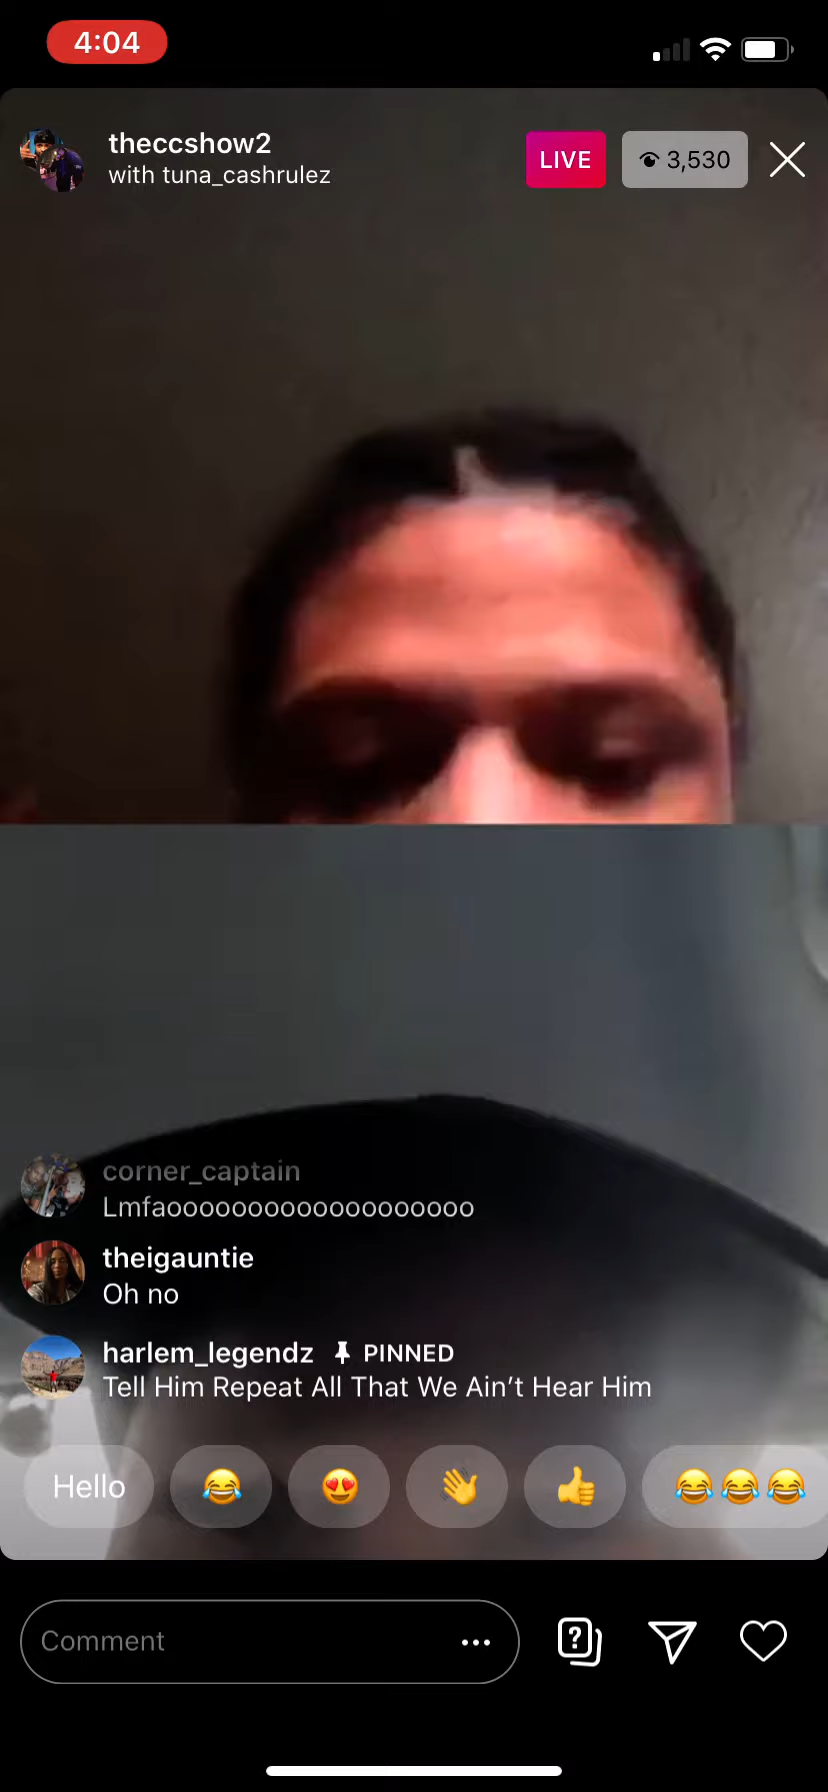 4:04
theccshow2
with tuna_cashrulez
LIVE
3,530
corner_captain
Lmfaooooooooooooooooooo
theigauntie
Oh no
harlem_legendz PINNED
Tell Him Repeat All That We Ain’t Hear Him
Hello
Comment